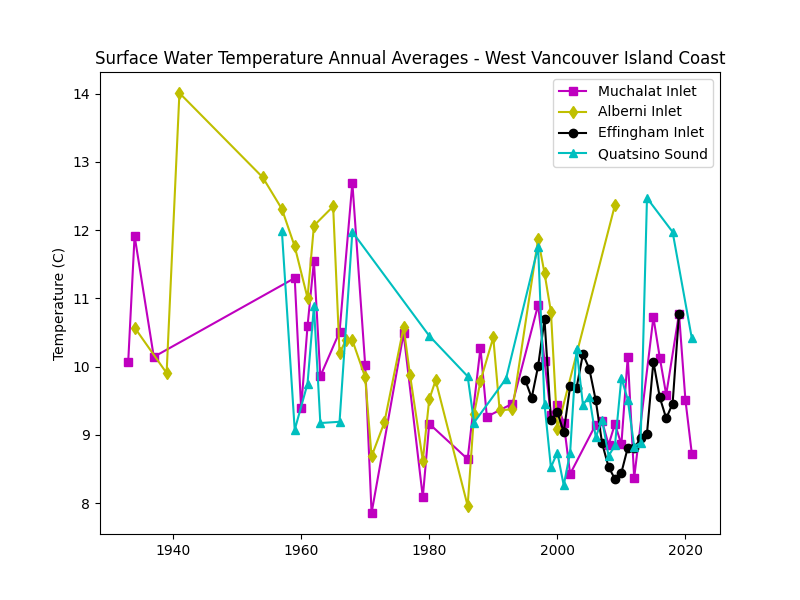 Surface Water Temperature Annual Averages - West Vancouver Island Coast
Muchalat Inlet
Alberni Inlet
Effingham Inlet
Quatsino Sound
Temperature (C)
14
13
12
11
10
9
8
1940 1960 1980 2000 2020